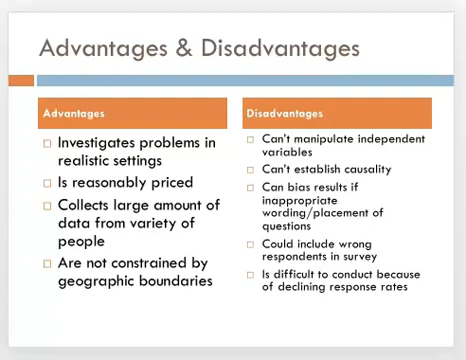 Advantages & Disadvantages
Advantages
Investigates problems in
realistic settings
Is reasonably priced
Collects large amount of
data from variety of
people
Are not constrained by
geographic boundaries
Disadvantages
Can't manipulate independent
variables
Can't establish causality
Can bias results if
inappropriate
wording/placement of
questions
Could include wrong
respondents in survey
Is difficult to conduct because
of declining response rates